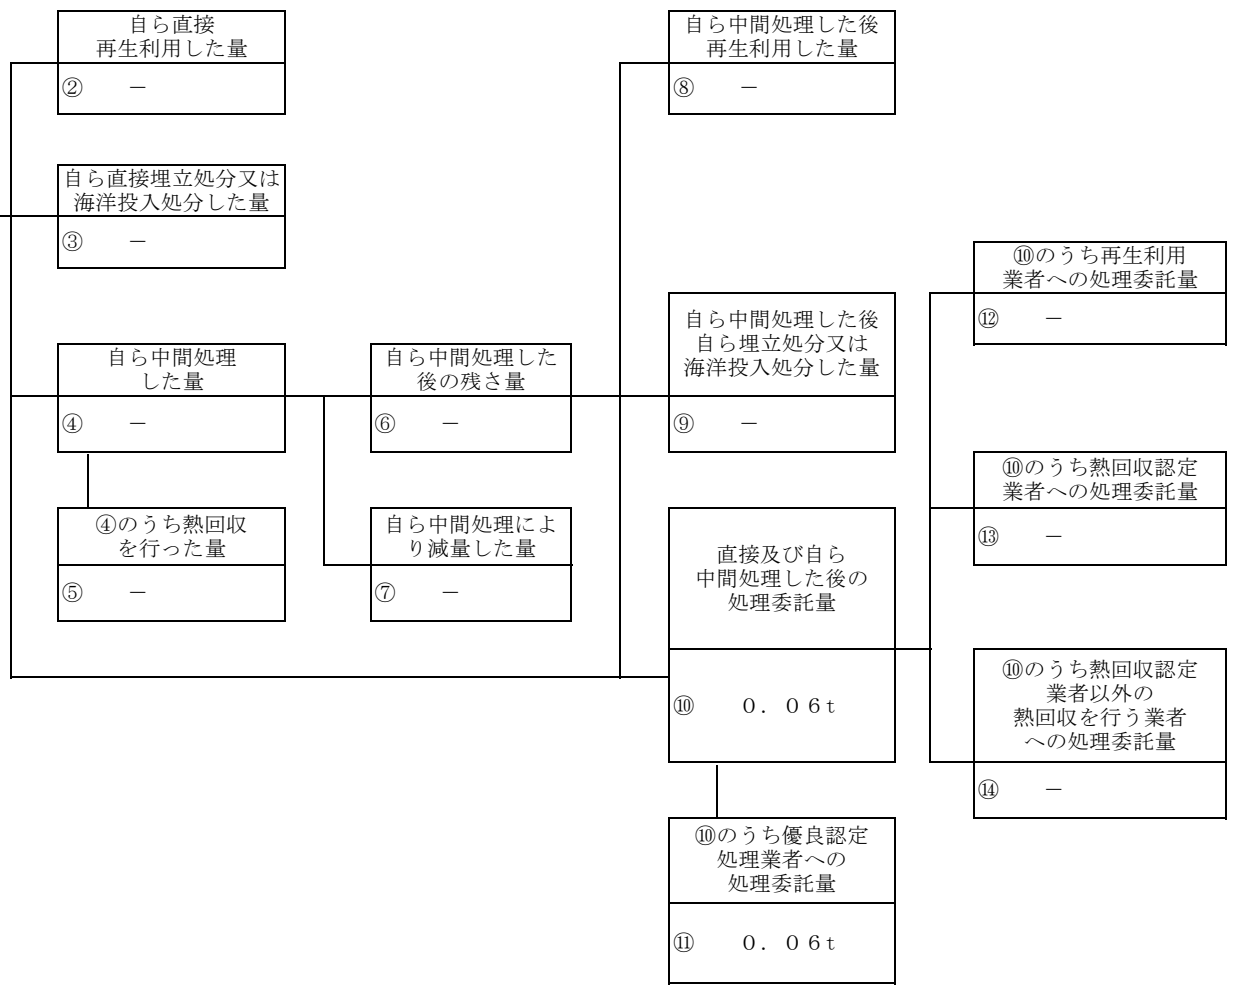 自ら直接
再生利用した量
②　－
自ら中間処理した後
再生利用した量
⑧　－
自ら直接埋立処分又は
海洋投入処分した量
③　－
⑩のうち再生利用
業者への処理委託量
⑫　－
自ら中間処理した後
自ら埋立処分又は
海洋投入処分した量
⑨　－
自ら中間処理
した量
④　－
自ら中間処理した
後の残さ量
⑥　－
⑩のうち熱回収認定
業者への処理委託量
⑬　－
④のうち熱回収
を行った量
⑤　－
自ら中間処理によ
り減量した量
⑦　－
直接及び自ら
中間処理した後の
処理委託量
⑩　０．０６ｔ
⑩のうち熱回収認定
業者以外の
熱回収を行う業者
への処理委託量
⑭　－
⑩のうち優良認定
処理業者への
処理委託量
⑪　０．０６ｔ